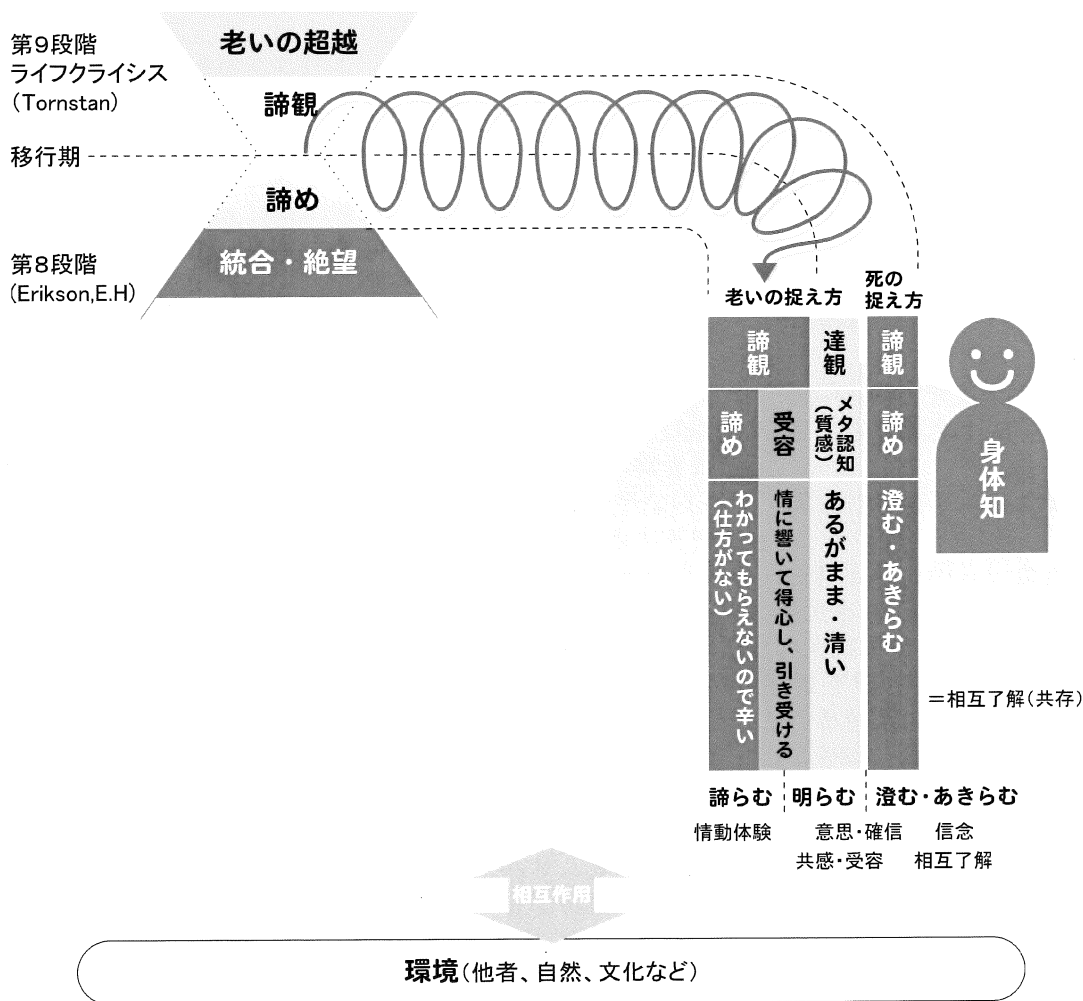 老いの超越
第9段階
ライフクライシス
(Tornstan)
諦観
移行期
諦め
第8段階
(Erikson,E.H)
統合・絶望
老いの捉え方
死の
捉え方
諦観
達観
諦観
諦め
受容
メタ認知
(質感)
諦め
わかってもらえないので辛い
(仕方がない)
情に響いて得心し、引き受ける
あるがまま・清い
澄む・あきらむ
身体知
＝相互了解(共存)
諦らむ
明らむ
澄む・あきらむ
情動体験
意思・確信
信念
共感・受容
相互了解
相互作用
環境(他者、自然、文化など)